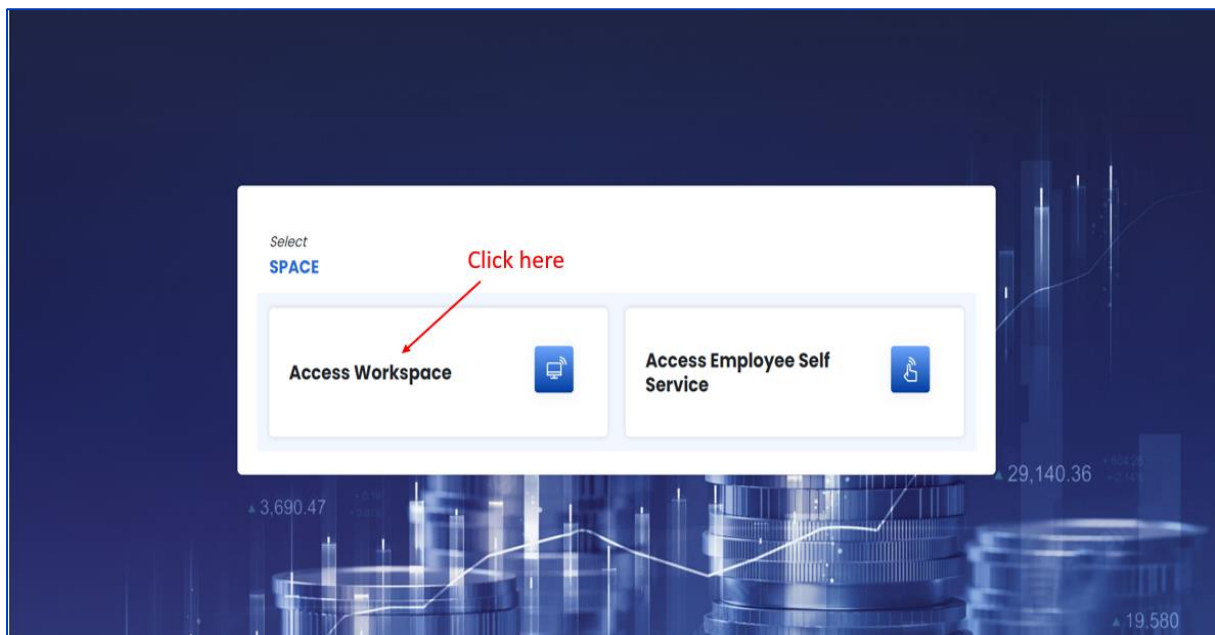 Select
SPACE
Click here
Access Workspace
Access Employee Self
Service
▲ 29,140.36
▲ 3,690.47
▲ 19.580